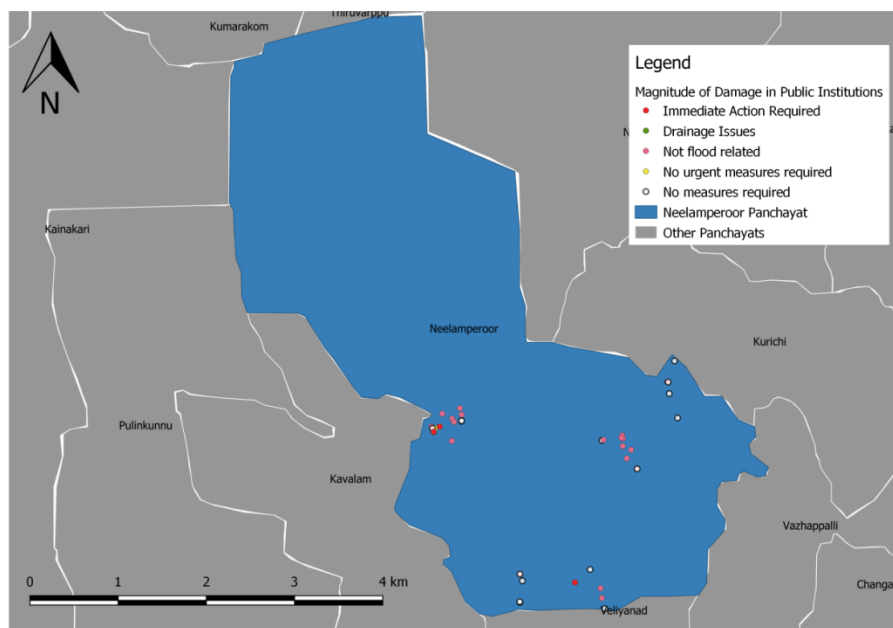 Thiruvarppu
Kumarakom
N
Legend
Magnitude of Damage in Public Institutions
Immediate Action Required
Drainage Issues
Not flood related
No urgent measures required
No measures required
Neelamperoor Panchayat
Other Panchayats
Kainakari
Neelamperoor
Kurichi
Pulinkunnu
Kavalam
Vazhappalli
0 1 2 3 4 km
Changa
Veliyanad